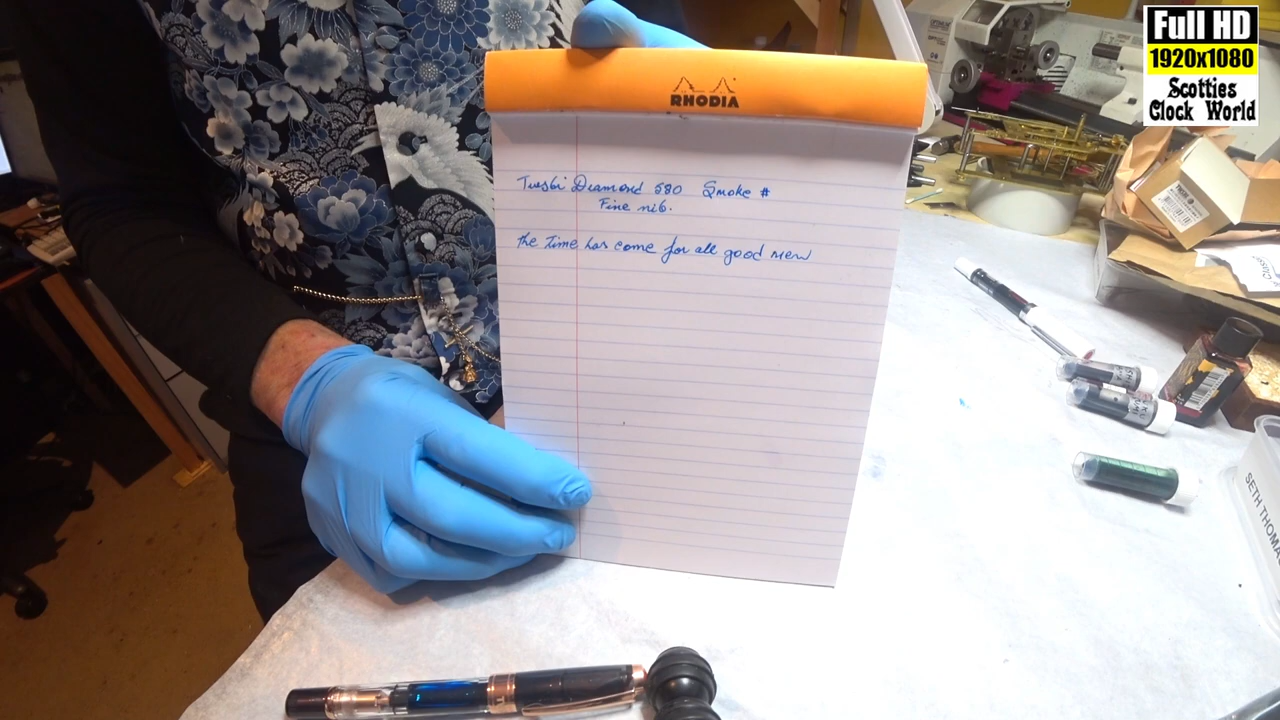 Full HD
1920x1080
Scotties
Clock World
RHODIA
Twsbi Diamond 580 Smoke #
Fine nib.
the time has come for all good men
SETH THOMA